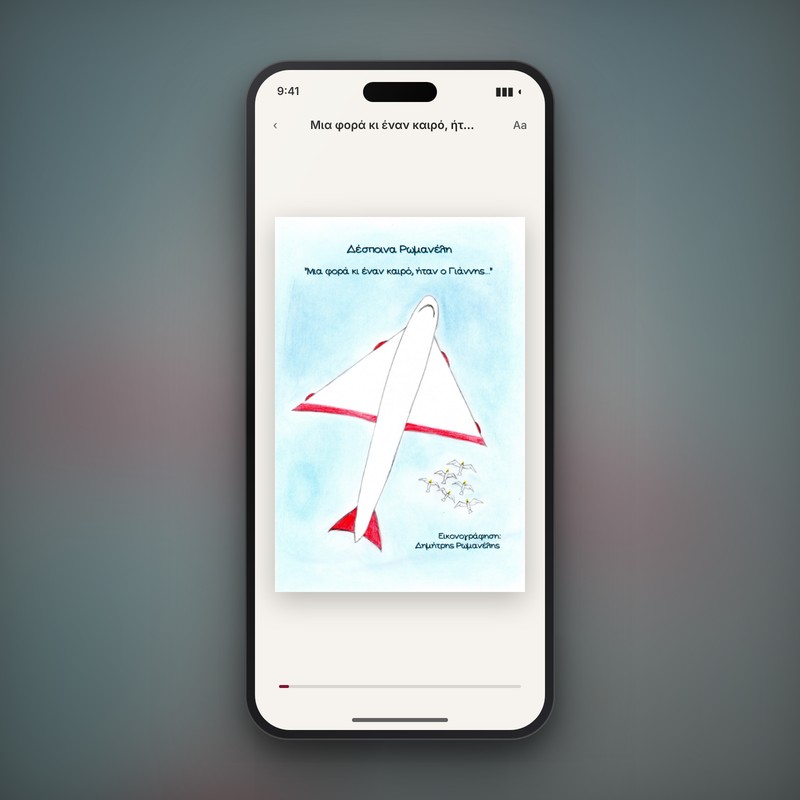 9:41
‹ Μια φορά κι έναν καιρό, ήτ... Aa
Δέσποινα Ρωμανέλη
"Μια φορά κι έναν καιρό, ήταν ο Γιάννης..."
Εικονογράφηση:
Δημήτρης Ρωμανέλης